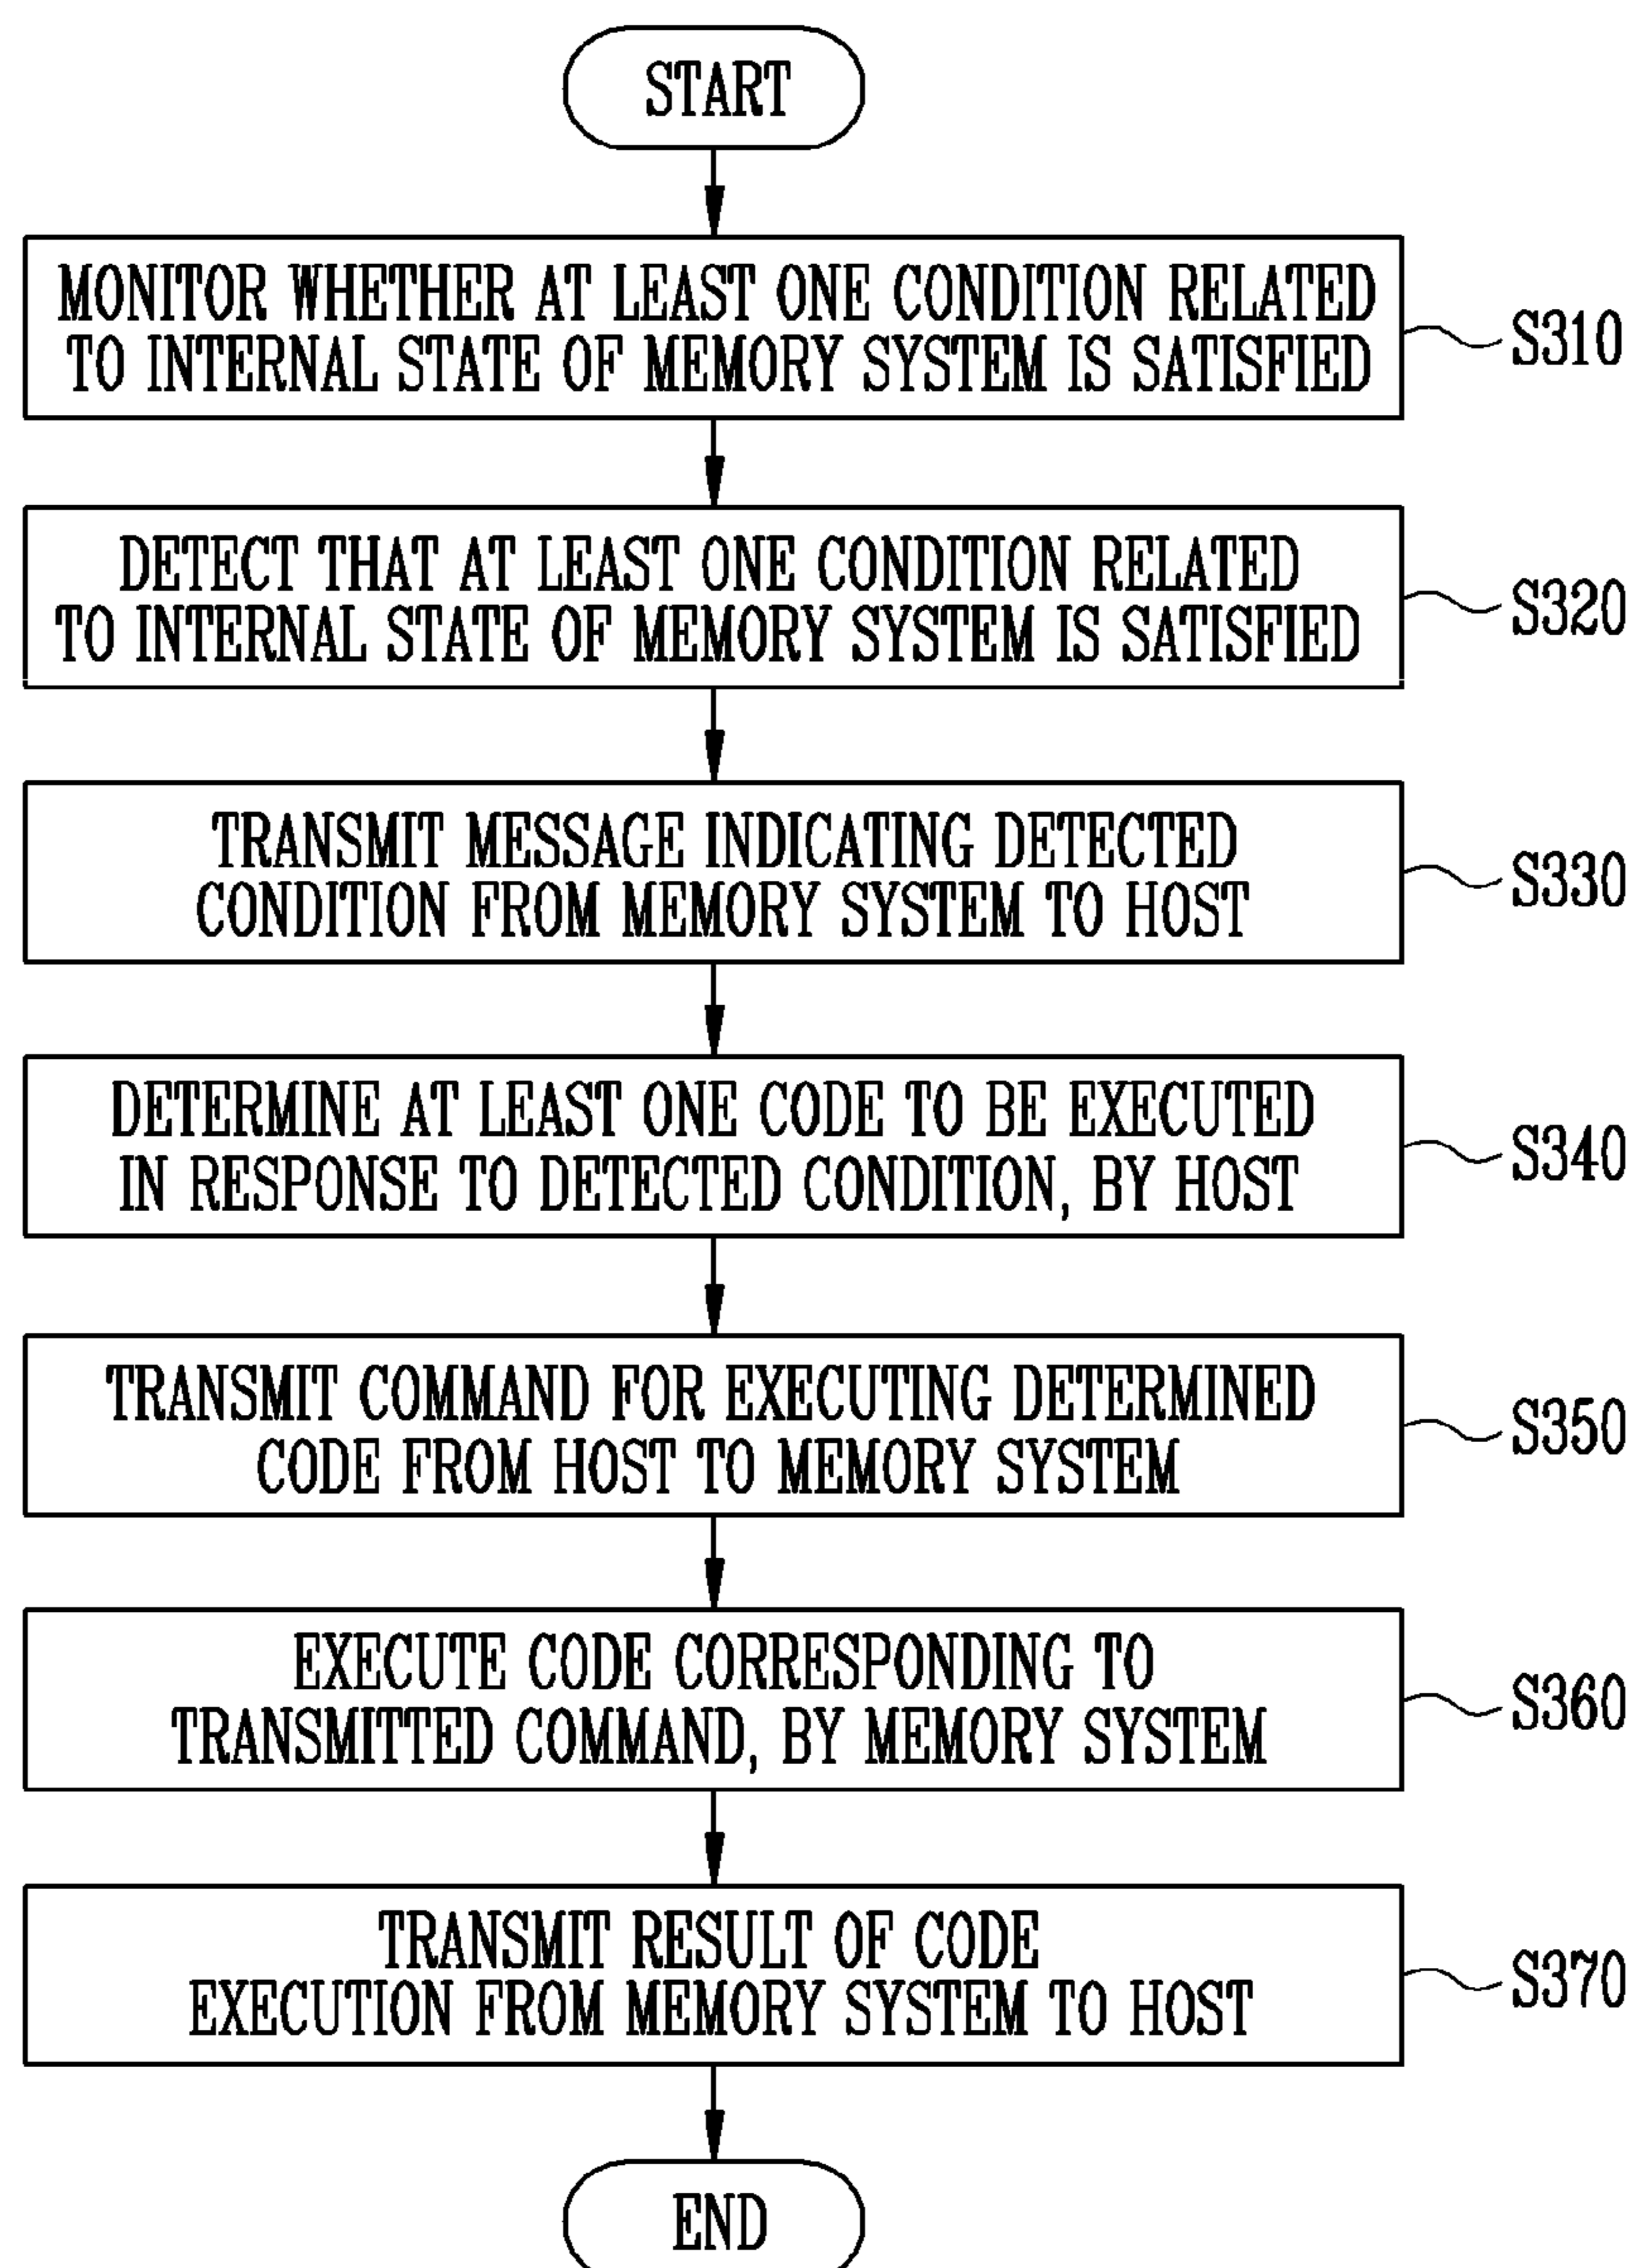 START
MONITOR WHETHER AT LEAST ONE CONDITION RELATED
TO INTERNAL STATE OF MEMORY SYSTEM IS SATISFIED
S310
DETECT THAT AT LEAST ONE CONDITION RELATED
TO INTERNAL STATE OF MEMORY SYSTEM IS SATISFIED
S320
TRANSMIT MESSAGE INDICATING DETECTED
CONDITION FROM MEMORY SYSTEM TO HOST
S330
DETERMINE AT LEAST ONE CODE TO BE EXECUTED
IN RESPONSE TO DETECTED CONDITION, BY HOST
S340
TRANSMIT COMMAND FOR EXECUTING DETERMINED
CODE FROM HOST TO MEMORY SYSTEM
S350
EXECUTE CODE CORRESPONDING TO
TRANSMITTED COMMAND, BY MEMORY SYSTEM
S360
TRANSMIT RESULT OF CODE
EXECUTION FROM MEMORY SYSTEM TO HOST
S370
END